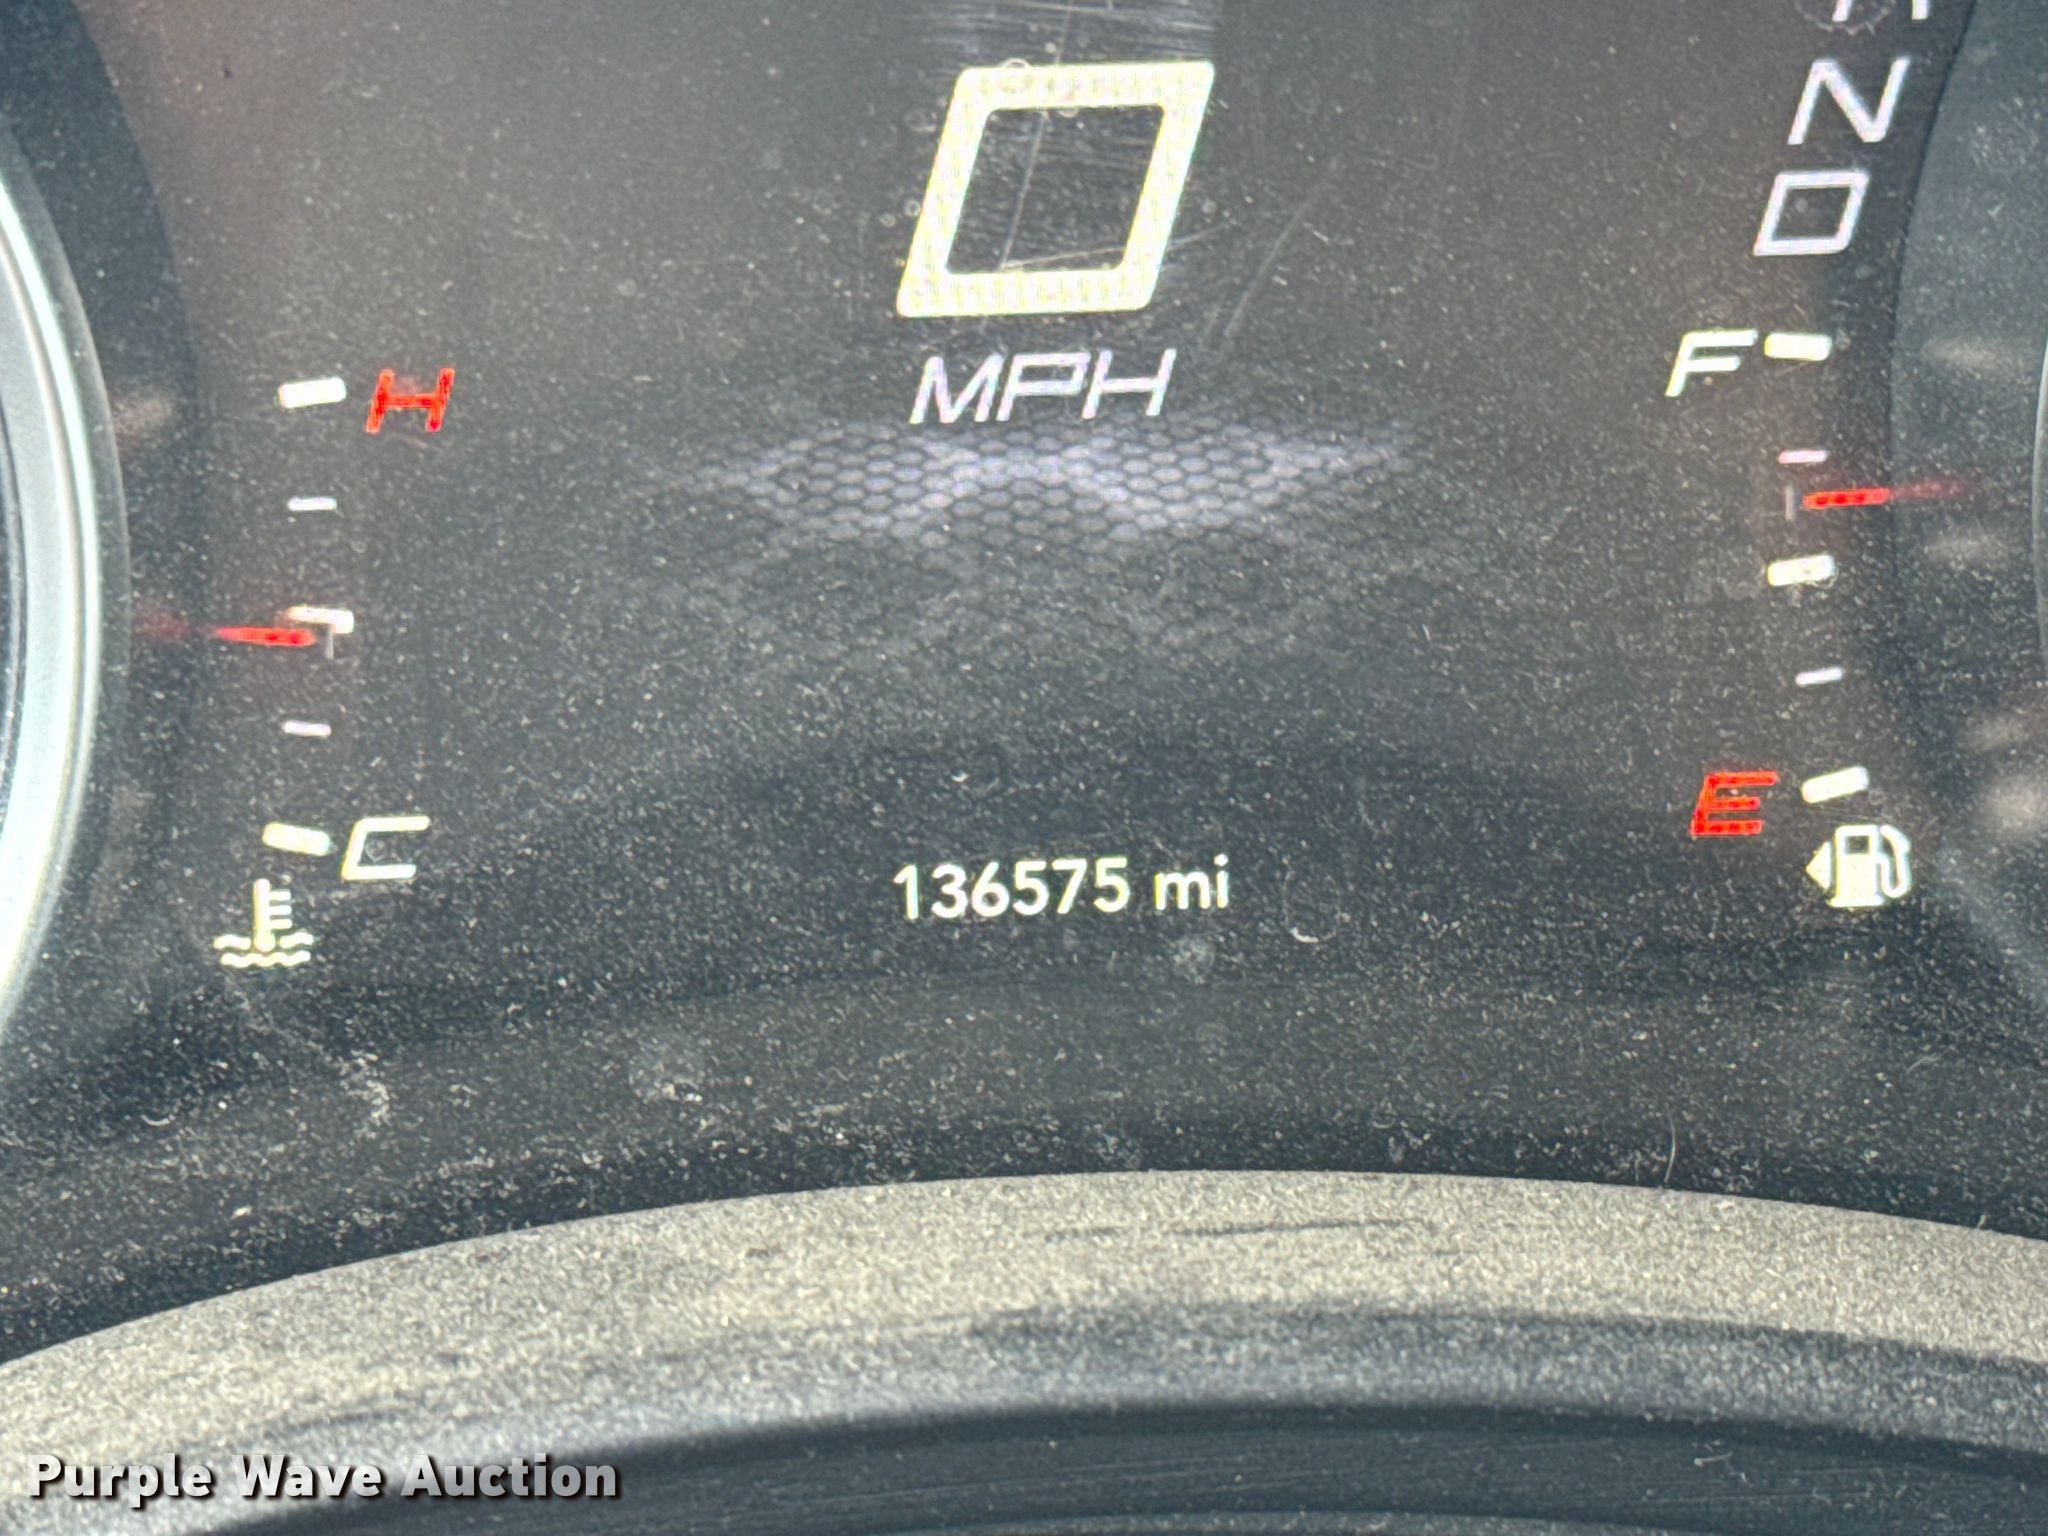 N
0
D
MPH
F
H
E
C
136575 mi
Purple Wave Auction